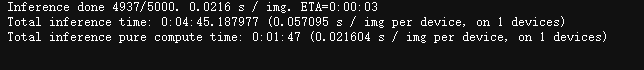 Inference done 4937/5000. 0.0216 s / img. ETA=0:00:03
Total inference time: 0:04:45.187977 (0.057095 s / img per device, on 1 devices)
Total inference pure compute time: 0:01:47 (0.021604 s / img per device, on 1 devices)